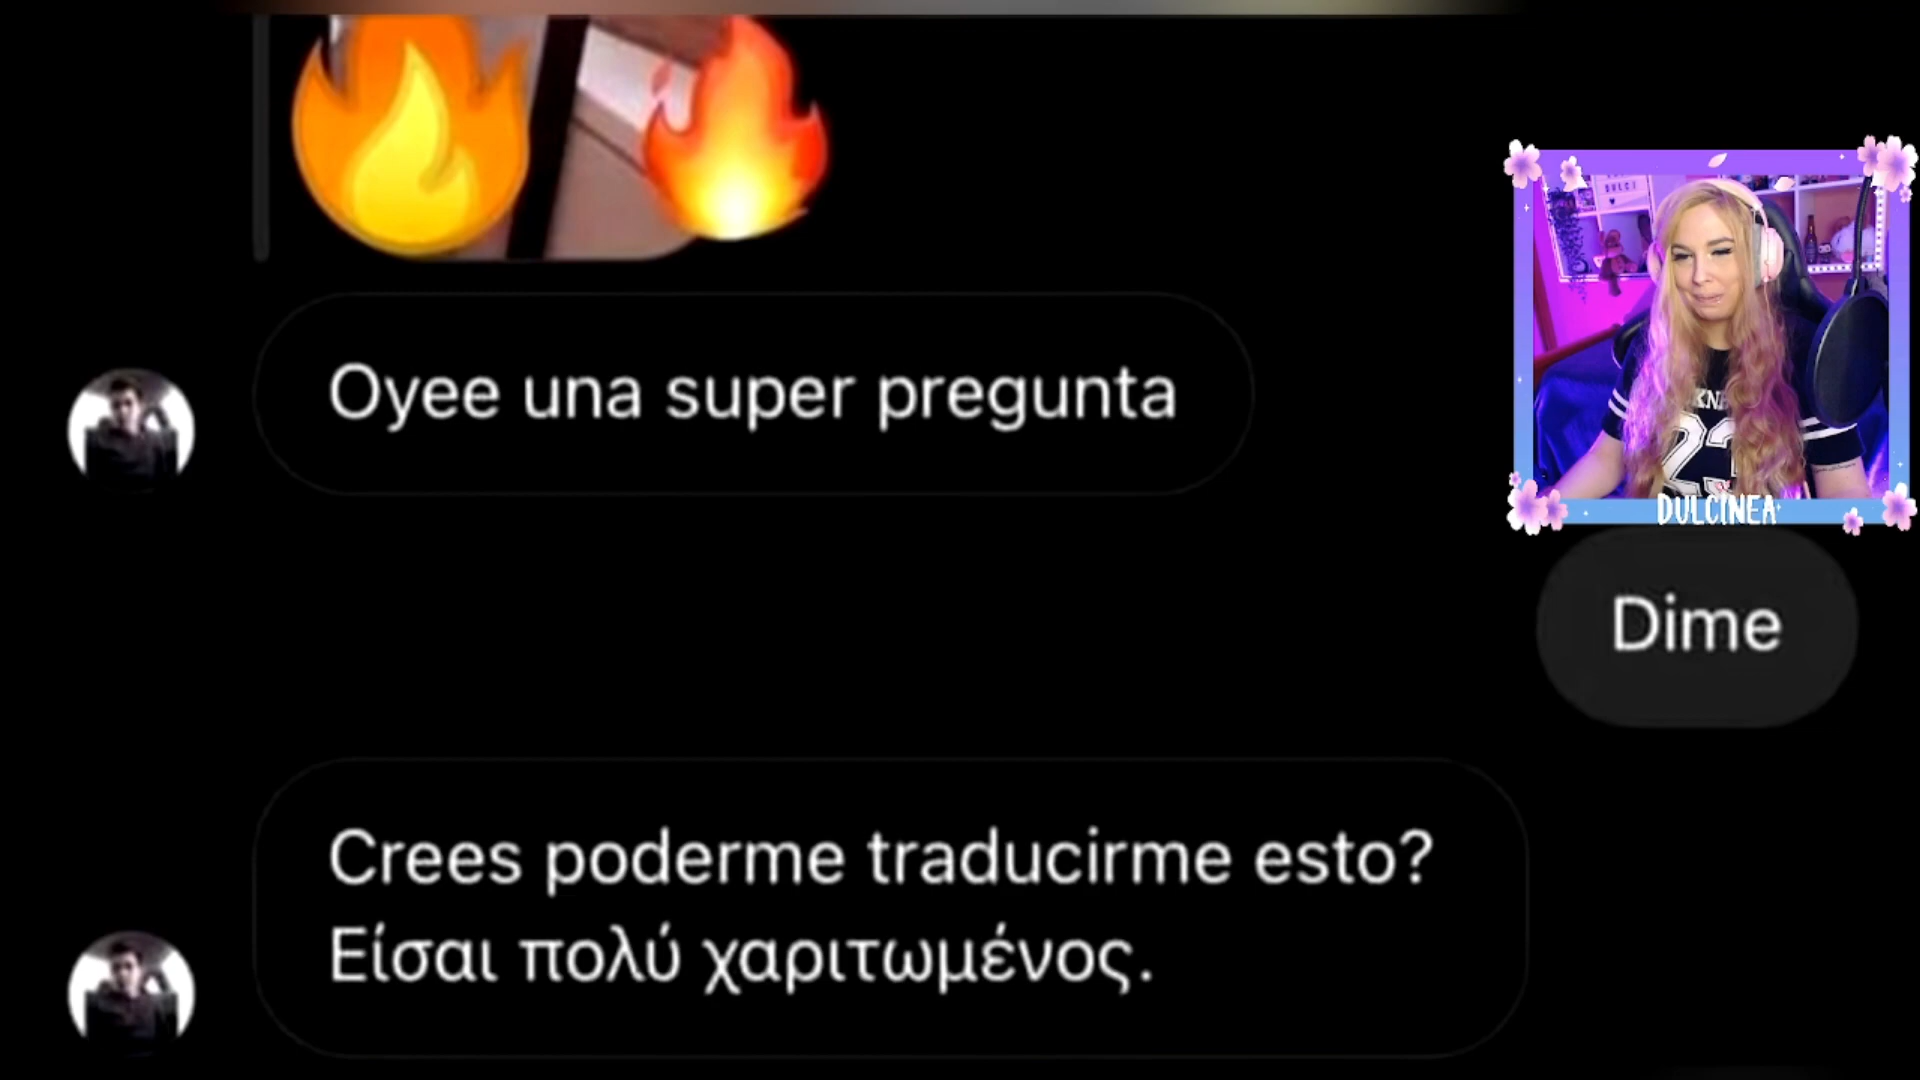 Oyee una super pregunta
DULCINEA
Dime
Crees poderme traducirme esto?
Είσαι πολύ χαριτωμένος.